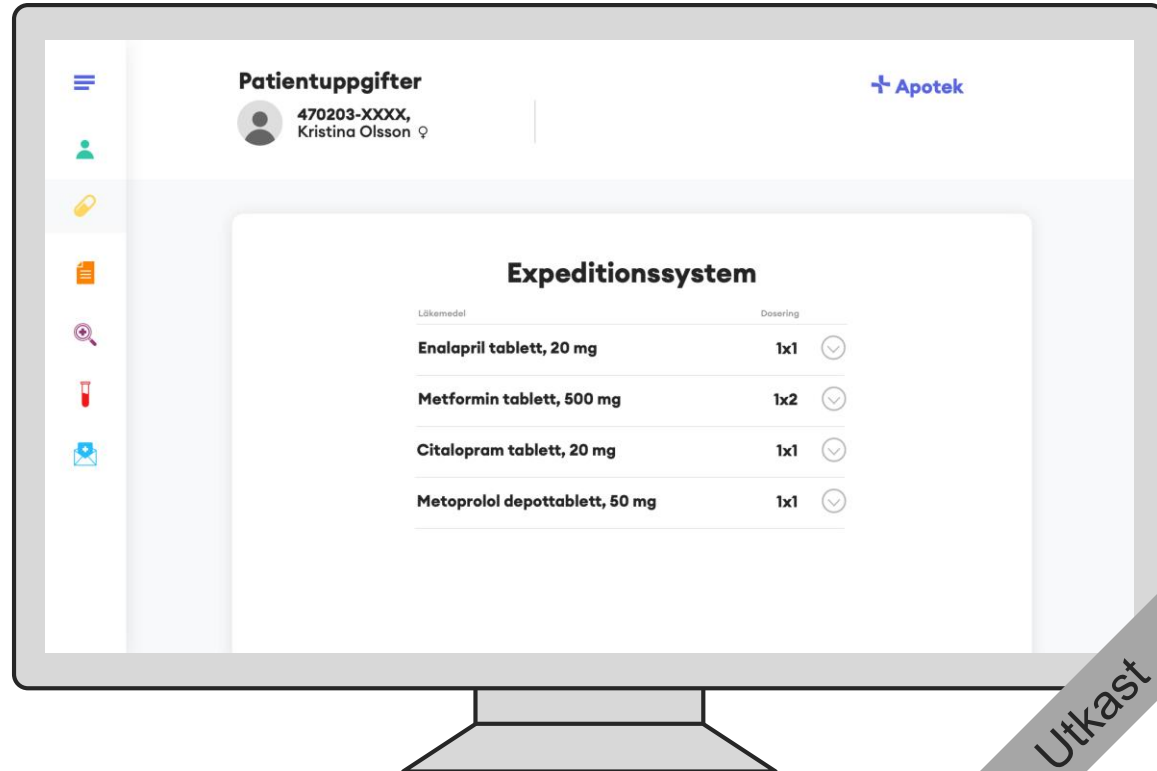 Patientuppgifter
470203-XXXX,
Kristina Olsson ♀
Apotek
Expeditionssystem
Läkemedel Dosering
Enalapril tablett, 20 mg 1x1
Metformin tablett, 500 mg 1x2
Citalopram tablett, 20 mg 1x1
Metoprolol depottablett, 50 mg 1x1
Utkast